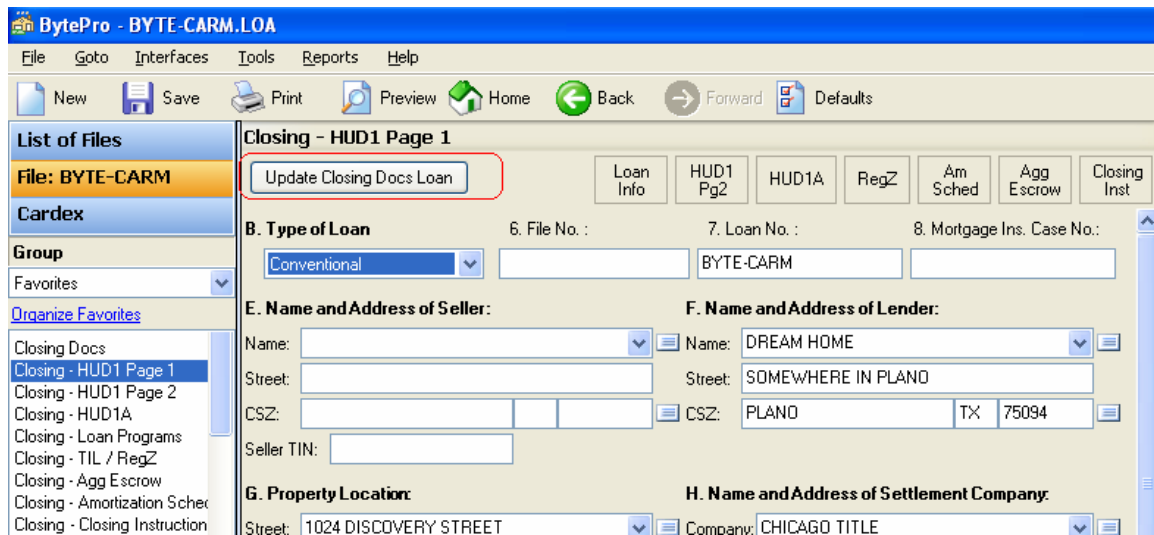 BytePro - BYTE-CARM.LOA
File Goto Interfaces Tools Reports Help
New Save Print Preview Home Back Forward Defaults
List of Files
File: BYTE-CARM
Cardex
Group
Favorites
Organize Favorites
Closing Docs
Closing - HUD1 Page 1
Closing - HUD1 Page 2
Closing - HUD1A
Closing - Loan Programs
Closing - TIL / RegZ
Closing - Agg Escrow
Closing - Amortization Sched
Closing - Closing Instruction
Closing - HUD1 Page 1
Update Closing Docs Loan
Loan Info
HUD1 Pg2
HUD1A
RegZ
Am Sched
Agg Escrow
Closing Inst
B. Type of Loan 6. File No. : 7. Loan No. : 8. Mortgage Ins. Case No.:
Conventional BYTE-CARM
E. Name and Address of Seller: F. Name and Address of Lender:
Name: Name: DREAM HOME
Street: Street: SOMEWHERE IN PLANO
CSZ: CSZ: PLANO TX 75094
Seller TIN:
G. Property Location: H. Name and Address of Settlement Company:
Street: 1024 DISCOVERY STREET Company: CHICAGO TITLE